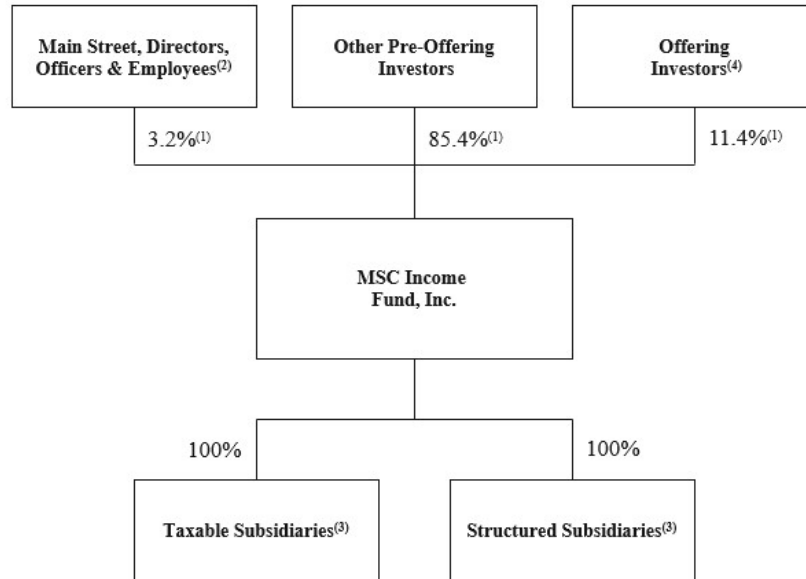 Main Street, Directors,
Officers & Employees(2)
Other Pre-Offering
Investors
Offering
Investors(4)
3.2%(1)
85.4%(1)
11.4%(1)
MSC Income
Fund, Inc.
100%
100%
Taxable Subsidiaries(3)
Structured Subsidiaries(3)